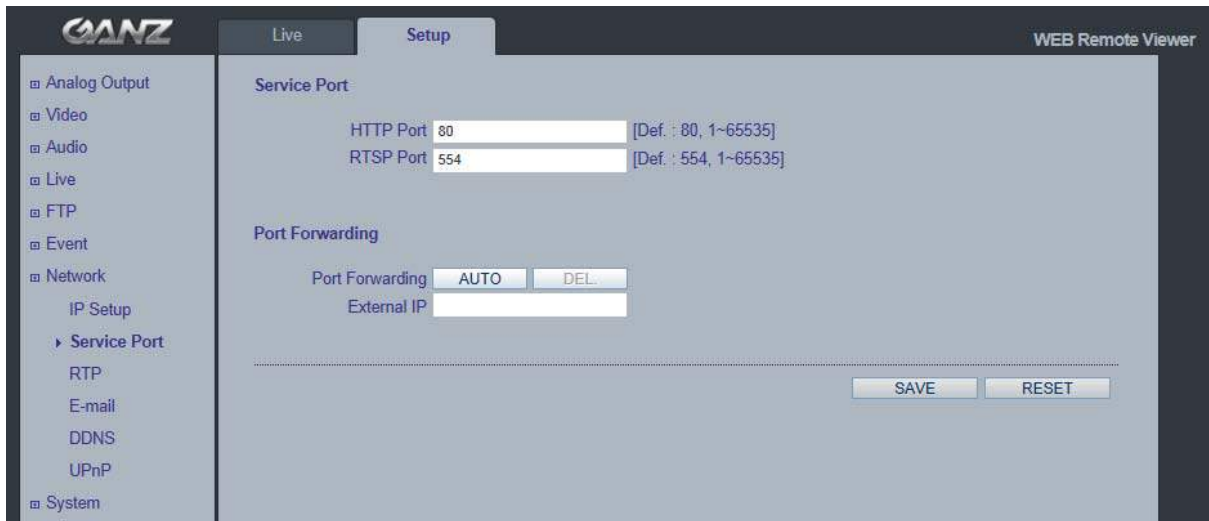 GANZ
Live
Setup
WEB Remote Viewer
Analog Output
Video
Audio
Live
FTP
Event
Network
IP Setup
Service Port
RTP
E-mail
DDNS
UPnP
System
Service Port
HTTP Port 80 [Def. : 80, 1~65535]
RTSP Port 554 [Def. : 554, 1~65535]
Port Forwarding
Port Forwarding AUTO DEL.
External IP
SAVE RESET